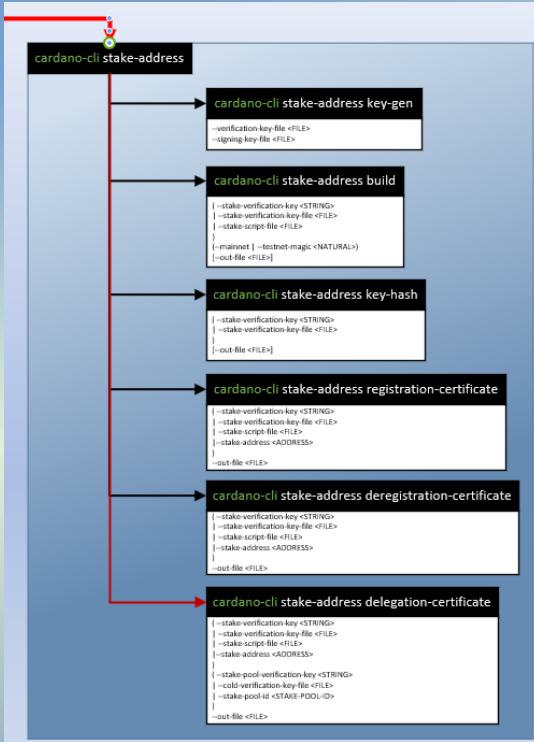 cardano-cli stake-address
cardano-cli stake-address key-gen
--verification-key-file <FILE>
--signing-key-file <FILE>
cardano-cli stake-address build
( --stake-verification-key <STRING>
| --stake-verification-key-file <FILE>
| --stake-script-file <FILE>
)
(--mainnet | --testnet-magic <NATURAL>)
[--out-file <FILE>]
cardano-cli stake-address key-hash
( --stake-verification-key <STRING>
| --stake-verification-key-file <FILE>
)
[--out-file <FILE>]
cardano-cli stake-address registration-certificate
( --stake-verification-key <STRING>
| --stake-verification-key-file <FILE>
| --stake-script-file <FILE>
|--stake-address <ADDRESS>
)
--out-file <FILE>
cardano-cli stake-address deregistration-certificate
( --stake-verification-key <STRING>
| --stake-verification-key-file <FILE>
| --stake-script-file <FILE>
|--stake-address <ADDRESS>
)
--out-file <FILE>
cardano-cli stake-address delegation-certificate
( --stake-verification-key <STRING>
| --stake-verification-key-file <FILE>
| --stake-script-file <FILE>
|--stake-address <ADDRESS>
)
( --stake-pool-verification-key <STRING>
| --cold-verification-key-file <FILE>
| --stake-pool-id <STAKE-POOL-ID>
)
--out-file <FILE>